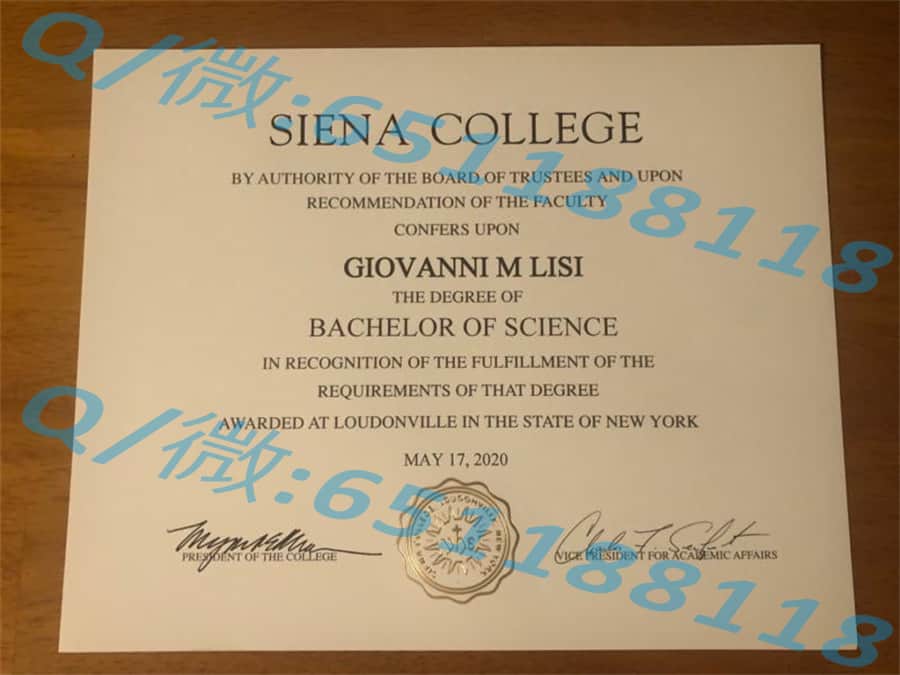 Q/微:65118118
SIENA COLLEGE
BY AUTHORITY OF THE BOARD OF TRUSTEES AND UPON
RECOMMENDATION OF THE FACULTY
CONFERS UPON
GIOVANNI M LISI
THE DEGREE OF
BACHELOR OF SCIENCE
IN RECOGNITION OF THE FULFILLMENT OF THE
REQUIREMENTS OF THAT DEGREE
Q/微:65118118
AWARDED AT LOUDONVILLE IN THE STATE OF NEW YORK
MAY 17, 2020
PRESIDENT OF THE COLLEGE
VICE PRESIDENT FOR ACADEMIC AFFAIRS